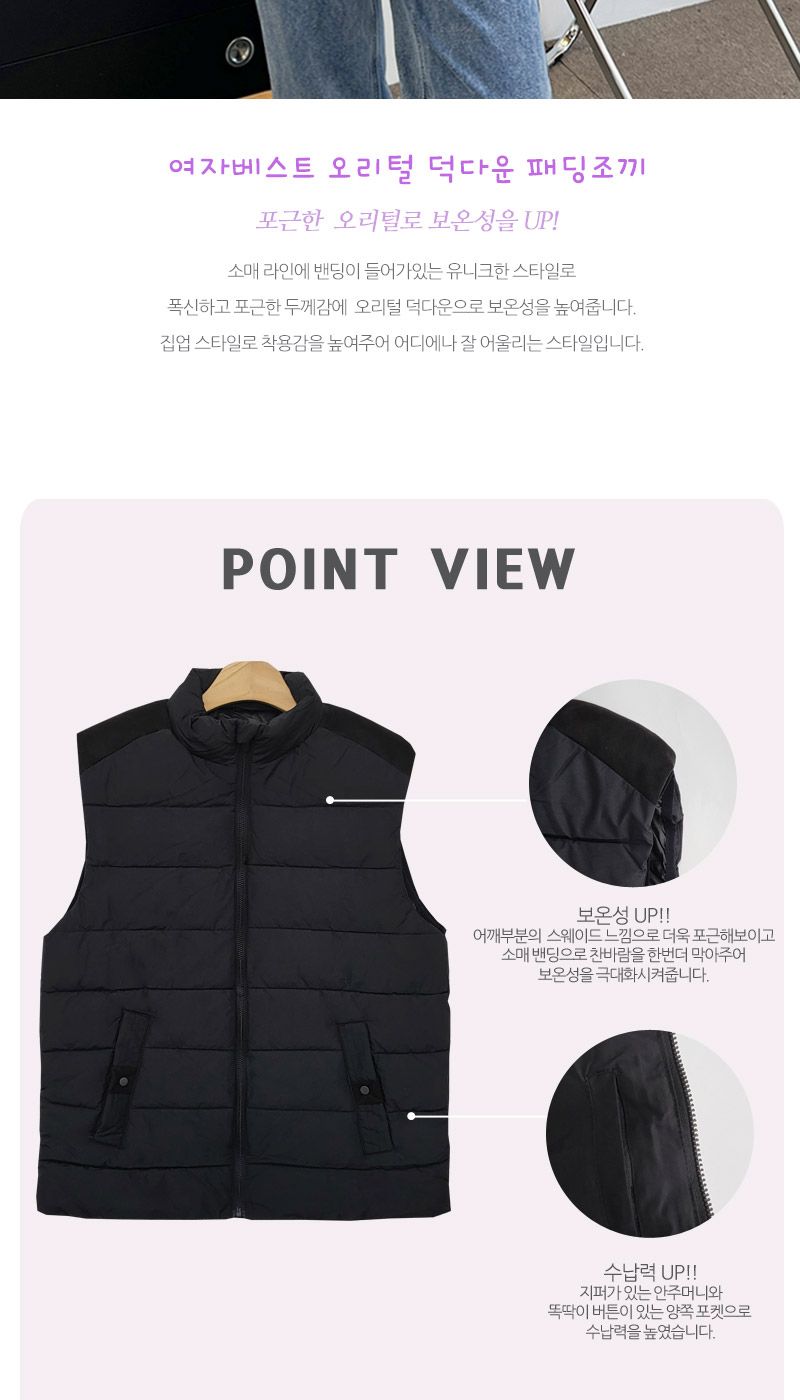 여자베스트 오리털 덕다운 패딩조끼
포근한 오리털로 보온성을 UP!
소매 라인에 밴딩이 들어가있는 유니크한 스타일로
폭신하고 포근한 두께감에 오리털 덕다운으로 보온성을 높여줍니다.
집업 스타일로 착용감을 높여주어 어디에나 잘 어울리는 스타일입니다.
POINT VIEW
보온성 UP!!
어깨부분의 스웨이드 느낌으로 더욱 포근해보이고
소매 밴딩으로 찬바람을 한번더 막아주어
보온성을 극대화시켜줍니다.
수납력 UP!!
지퍼가 있는 안주머니와
똑딱이 버튼이 있는 양쪽 포켓으로
수납력을 높였습니다.